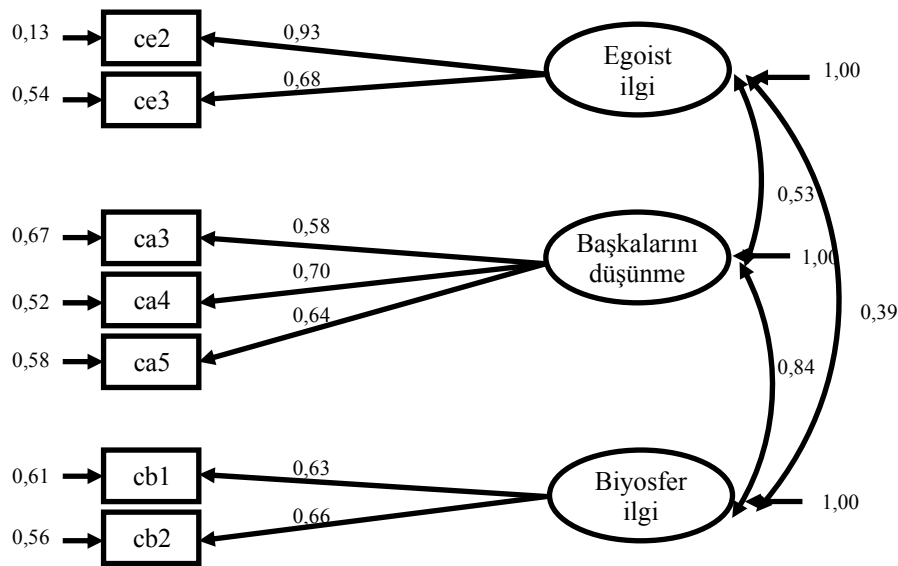 0,13
ce2
0,93
Egoist
ilgi
1,00
0,54
ce3
0,68
0,53
0,67
ca3
0,58
Başkalarını
düşünme
1,00
0,52
ca4
0,70
0,39
0,58
ca5
0,64
0,84
0,61
cb1
0,63
Biyosfer
ilgi
1,00
0,56
cb2
0,66